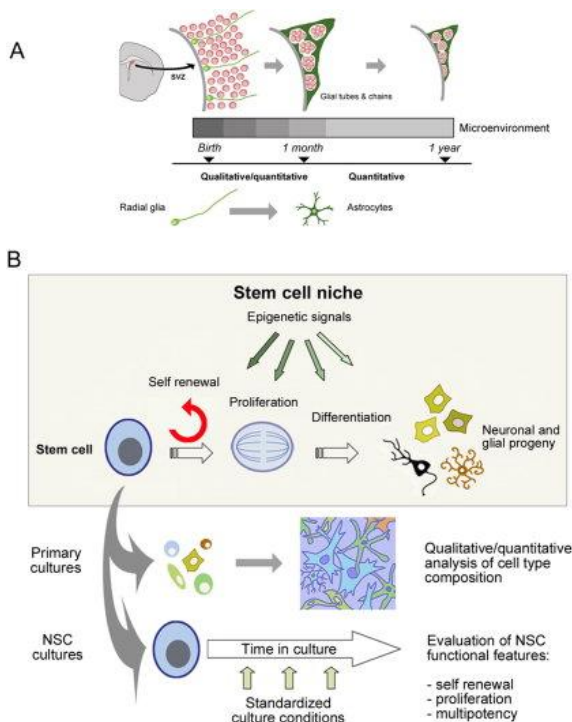 A
SVZ
Glial tubes & chains
Microenvironment
Birth
1 month
1 year
Qualitative/quantitative
Quantitative
Radial glia
Astrocytes
B
Stem cell niche
Epigenetic signals
Self renewal
Proliferation
Differentiation
Stem cell
Neuronal and
glial progeny
Primary
cultures
Qualitative/quantitative
analysis of cell type
composition
NSC
cultures
Time in culture
Standardized
culture conditions
Evaluation of NSC
functional features:
- self renewal
- proliferation
- multipotency